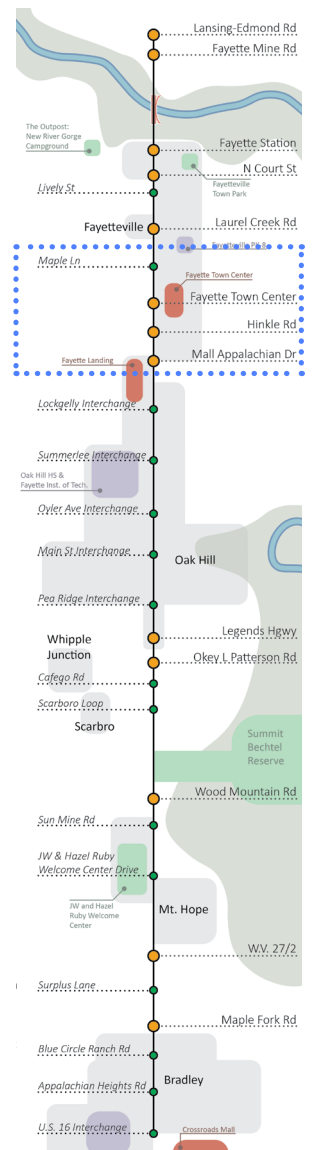 Lansing-Edmond Rd
Fayette Mine Rd
The Outpost:
New River Gorge
Campground
Fayette Station
N Court St
Lively St
Fayetteville
Town Park
Fayetteville
Laurel Creek Rd
Fayetteville PK-8
Maple Ln
Fayette Town Center
Fayette Town Center
Hinkle Rd
Mall Appalachian Dr
Fayette Landing
Lockgelly Interchange
Summerlee Interchange
Oak Hill HS &
Fayette Inst. of Tech.
Oyler Ave Interchange
Main St Interchange
Oak Hill
Pea Ridge Interchange
Legends Hgwy
Whipple
Junction
Okey L Patterson Rd
Cafego Rd
Scarboro Loop
Scarbro
Summit
Bechtel
Reserve
Wood Mountain Rd
Sun Mine Rd
JW & Hazel Ruby
Welcome Center Drive
JW and Hazel
Ruby Welcome
Center
Mt. Hope
W.V. 27/2
Surplus Lane
Maple Fork Rd
Blue Circle Ranch Rd
Bradley
Appalachian Heights Rd
U.S. 16 Interchange
Crossroads Mall